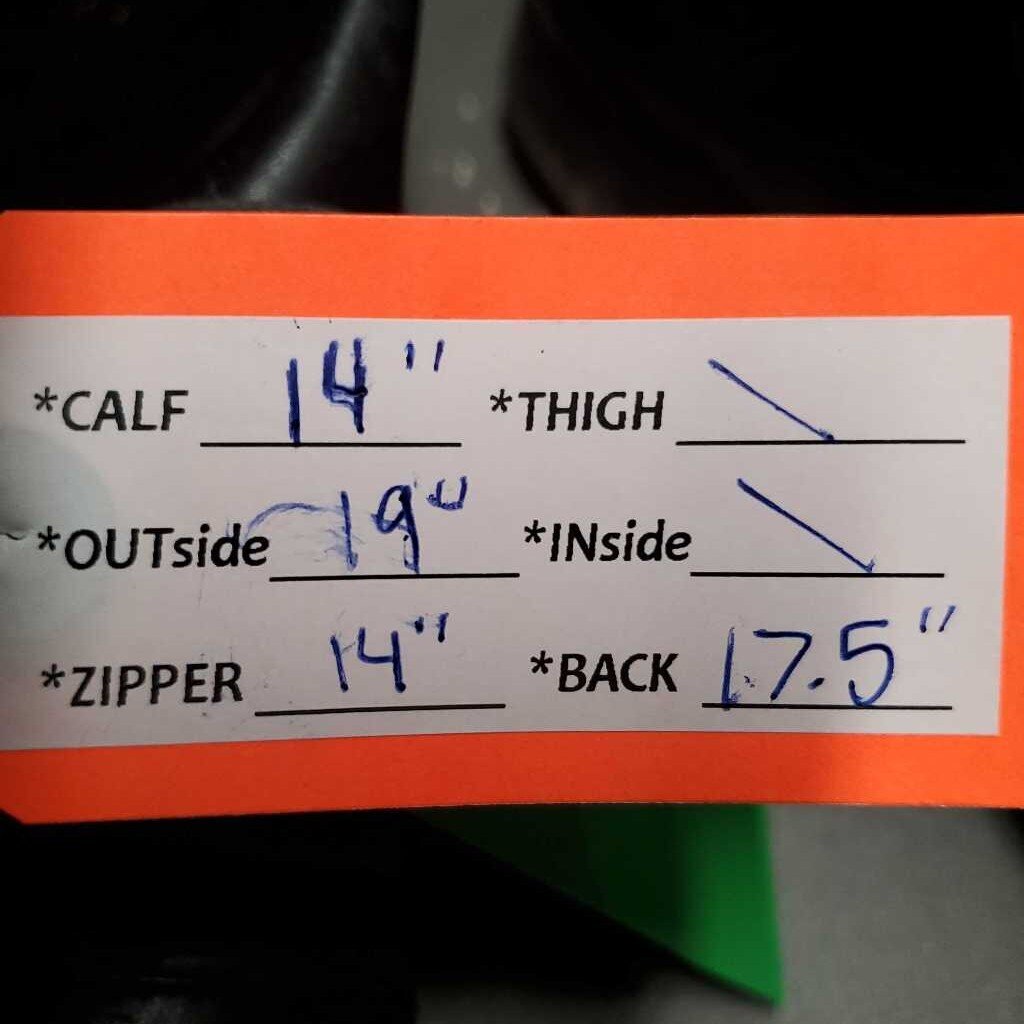 *CALF 14" *THIGH \
*OUTside 19" *INside \
*ZIPPER 14" *BACK 17.5"